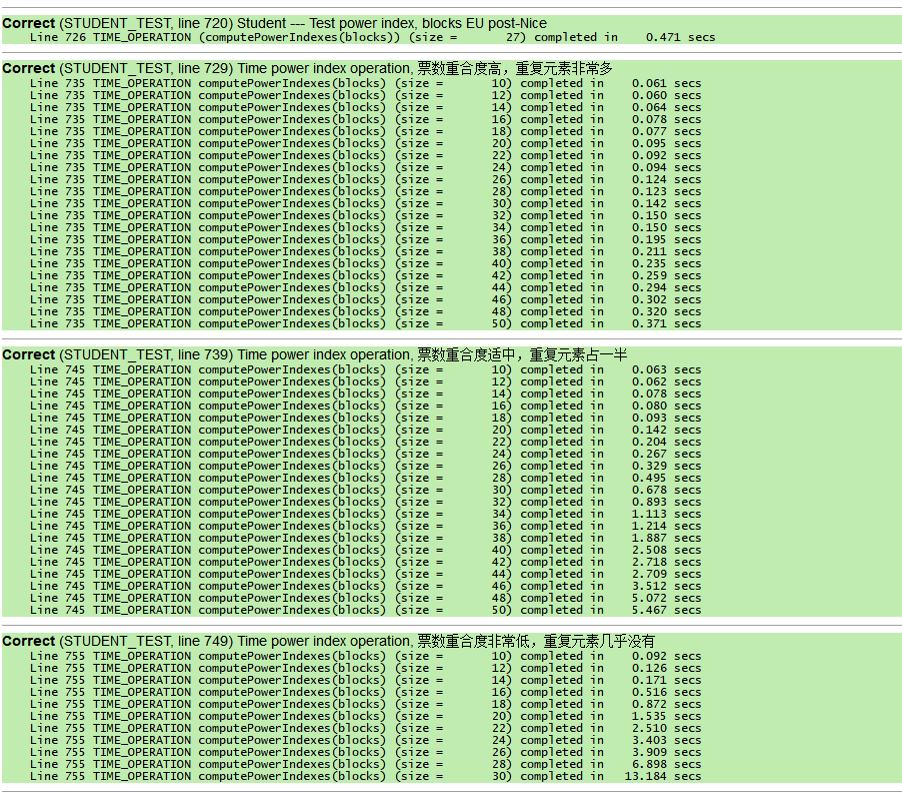 Correct (STUDENT_TEST, line 720) Student --- Test power index, blocks EU post-Nice
Line 726 TIME_OPERATION (computePowerIndexes(blocks)) (size =       27) completed in    0.471 secs
Correct (STUDENT_TEST, line 729) Time power index operation, 票数重合度高，重复元素非常多
Line 735 TIME_OPERATION computePowerIndexes(blocks) (size =       10) completed in    0.061 secs
Line 735 TIME_OPERATION computePowerIndexes(blocks) (size =       12) completed in    0.060 secs
Line 735 TIME_OPERATION computePowerIndexes(blocks) (size =       14) completed in    0.064 secs
Line 735 TIME_OPERATION computePowerIndexes(blocks) (size =       16) completed in    0.078 secs
Line 735 TIME_OPERATION computePowerIndexes(blocks) (size =       18) completed in    0.077 secs
Line 735 TIME_OPERATION computePowerIndexes(blocks) (size =       20) completed in    0.095 secs
Line 735 TIME_OPERATION computePowerIndexes(blocks) (size =       22) completed in    0.092 secs
Line 735 TIME_OPERATION computePowerIndexes(blocks) (size =       24) completed in    0.094 secs
Line 735 TIME_OPERATION computePowerIndexes(blocks) (size =       26) completed in    0.124 secs
Line 735 TIME_OPERATION computePowerIndexes(blocks) (size =       28) completed in    0.123 secs
Line 735 TIME_OPERATION computePowerIndexes(blocks) (size =       30) completed in    0.142 secs
Line 735 TIME_OPERATION computePowerIndexes(blocks) (size =       32) completed in    0.150 secs
Line 735 TIME_OPERATION computePowerIndexes(blocks) (size =       34) completed in    0.150 secs
Line 735 TIME_OPERATION computePowerIndexes(blocks) (size =       36) completed in    0.195 secs
Line 735 TIME_OPERATION computePowerIndexes(blocks) (size =       38) completed in    0.211 secs
Line 735 TIME_OPERATION computePowerIndexes(blocks) (size =       40) completed in    0.235 secs
Line 735 TIME_OPERATION computePowerIndexes(blocks) (size =       42) completed in    0.259 secs
Line 735 TIME_OPERATION computePowerIndexes(blocks) (size =       44) completed in    0.294 secs
Line 735 TIME_OPERATION computePowerIndexes(blocks) (size =       46) completed in    0.302 secs
Line 735 TIME_OPERATION computePowerIndexes(blocks) (size =       48) completed in    0.320 secs
Line 735 TIME_OPERATION computePowerIndexes(blocks) (size =       50) completed in    0.371 secs
Correct (STUDENT_TEST, line 739) Time power index operation, 票数重合度适中，重复元素占一半
Line 745 TIME_OPERATION computePowerIndexes(blocks) (size =       10) completed in    0.063 secs
Line 745 TIME_OPERATION computePowerIndexes(blocks) (size =       12) completed in    0.062 secs
Line 745 TIME_OPERATION computePowerIndexes(blocks) (size =       14) completed in    0.078 secs
Line 745 TIME_OPERATION computePowerIndexes(blocks) (size =       16) completed in    0.080 secs
Line 745 TIME_OPERATION computePowerIndexes(blocks) (size =       18) completed in    0.093 secs
Line 745 TIME_OPERATION computePowerIndexes(blocks) (size =       20) completed in    0.142 secs
Line 745 TIME_OPERATION computePowerIndexes(blocks) (size =       22) completed in    0.204 secs
Line 745 TIME_OPERATION computePowerIndexes(blocks) (size =       24) completed in    0.267 secs
Line 745 TIME_OPERATION computePowerIndexes(blocks) (size =       26) completed in    0.329 secs
Line 745 TIME_OPERATION computePowerIndexes(blocks) (size =       28) completed in    0.495 secs
Line 745 TIME_OPERATION computePowerIndexes(blocks) (size =       30) completed in    0.678 secs
Line 745 TIME_OPERATION computePowerIndexes(blocks) (size =       32) completed in    0.893 secs
Line 745 TIME_OPERATION computePowerIndexes(blocks) (size =       34) completed in    1.113 secs
Line 745 TIME_OPERATION computePowerIndexes(blocks) (size =       36) completed in    1.214 secs
Line 745 TIME_OPERATION computePowerIndexes(blocks) (size =       38) completed in    1.887 secs
Line 745 TIME_OPERATION computePowerIndexes(blocks) (size =       40) completed in    2.508 secs
Line 745 TIME_OPERATION computePowerIndexes(blocks) (size =       42) completed in    2.718 secs
Line 745 TIME_OPERATION computePowerIndexes(blocks) (size =       44) completed in    2.709 secs
Line 745 TIME_OPERATION computePowerIndexes(blocks) (size =       46) completed in    3.512 secs
Line 745 TIME_OPERATION computePowerIndexes(blocks) (size =       48) completed in    5.072 secs
Line 745 TIME_OPERATION computePowerIndexes(blocks) (size =       50) completed in    5.467 secs
Correct (STUDENT_TEST, line 749) Time power index operation, 票数重合度非常低，重复元素几乎没有
Line 755 TIME_OPERATION computePowerIndexes(blocks) (size =       10) completed in    0.092 secs
Line 755 TIME_OPERATION computePowerIndexes(blocks) (size =       12) completed in    0.126 secs
Line 755 TIME_OPERATION computePowerIndexes(blocks) (size =       14) completed in    0.171 secs
Line 755 TIME_OPERATION computePowerIndexes(blocks) (size =       16) completed in    0.516 secs
Line 755 TIME_OPERATION computePowerIndexes(blocks) (size =       18) completed in    0.872 secs
Line 755 TIME_OPERATION computePowerIndexes(blocks) (size =       20) completed in    1.535 secs
Line 755 TIME_OPERATION computePowerIndexes(blocks) (size =       22) completed in    2.510 secs
Line 755 TIME_OPERATION computePowerIndexes(blocks) (size =       24) completed in    3.403 secs
Line 755 TIME_OPERATION computePowerIndexes(blocks) (size =       26) completed in    3.909 secs
Line 755 TIME_OPERATION computePowerIndexes(blocks) (size =       28) completed in    6.898 secs
Line 755 TIME_OPERATION computePowerIndexes(blocks) (size =       30) completed in   13.184 secs